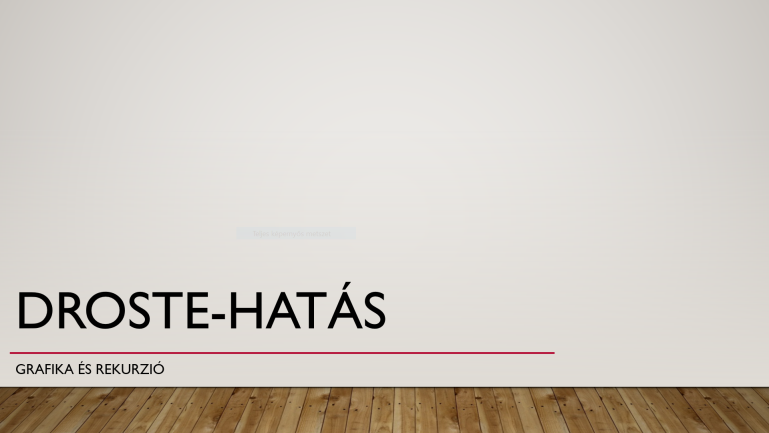 DROSTE-HATÁS
GRAFIKA ÉS REKURZIÓ